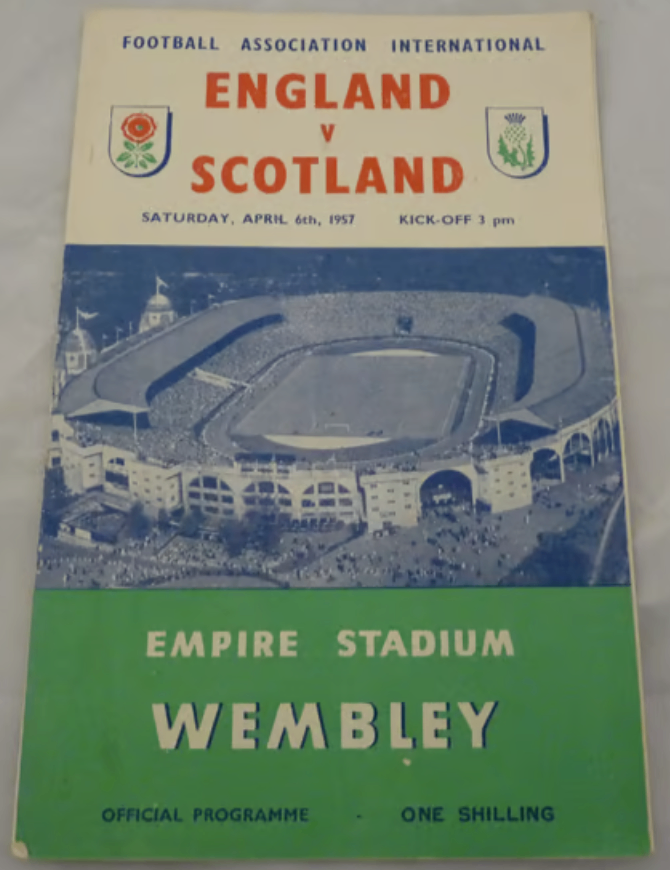 FOOTBALL ASSOCIATION INTERNATIONAL
ENGLAND
V
SCOTLAND
SATURDAY, APRIL 6th, 1957 KICK-OFF 3 pm
EMPIRE STADIUM
WEMBLEY
OFFICIAL PROGRAMME · ONE SHILLING